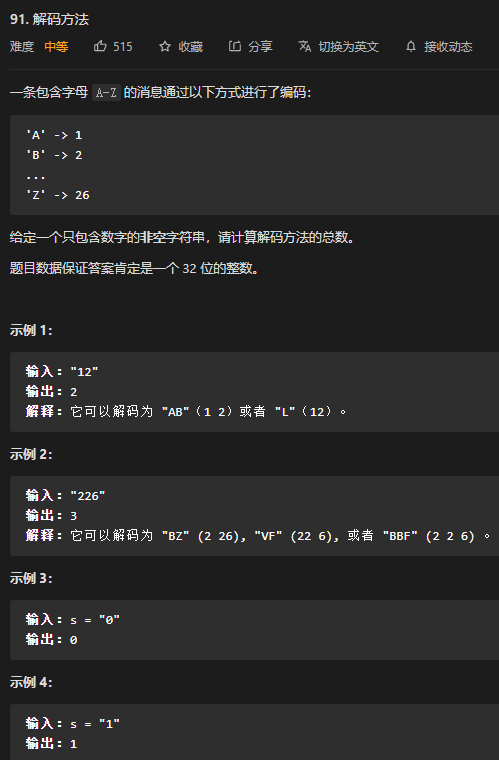 91. 解码方法
难度 中等 515 收藏 分享 切换为英文 接收动态
一条包含字母 A-Z 的消息通过以下方式进行了编码：
'A' -> 1
'B' -> 2
...
'Z' -> 26
给定一个只包含数字的非空字符串，请计算解码方法的总数。
题目数据保证答案肯定是一个 32 位的整数。
示例 1：
输入："12"
输出：2
解释：它可以解码为 "AB"（1 2）或者 "L"（12）。
示例 2：
输入："226"
输出：3
解释：它可以解码为 "BZ" (2 26), "VF" (22 6), 或者 "BBF" (2 2 6) 。
示例 3：
输入：s = "0"
输出：0
示例 4：
输入：s = "1"
输出：1